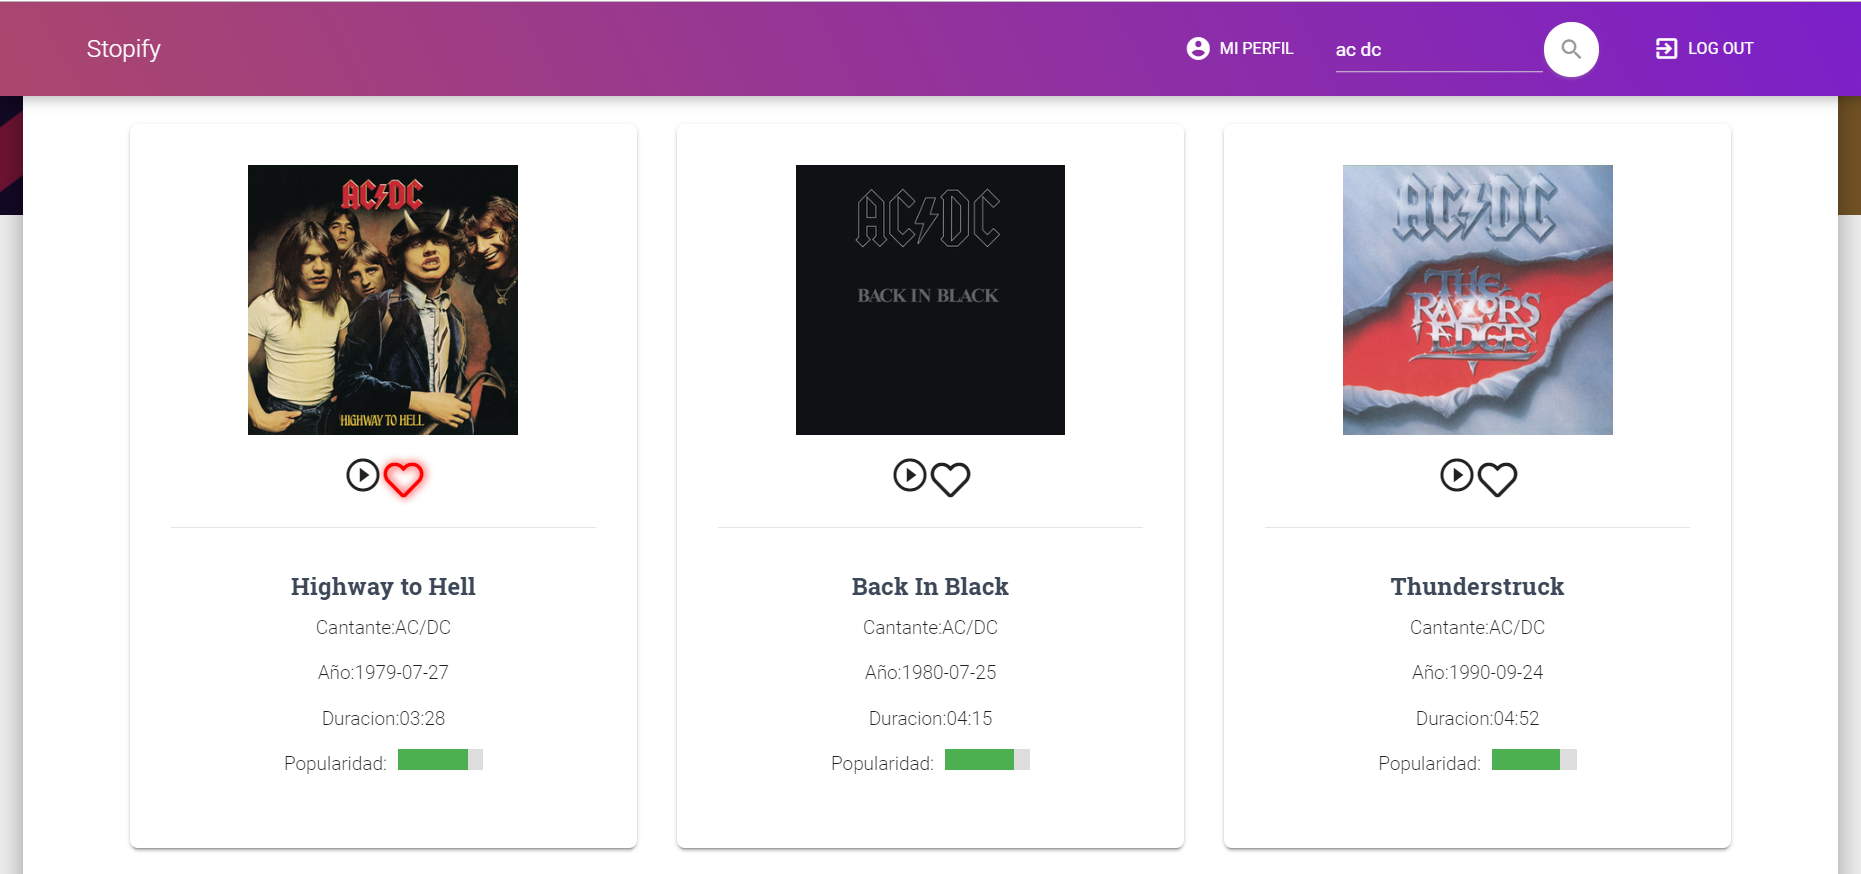 Stopify
MI PERFIL
ac dc
LOG OUT
AC⚡DC
HIGHWAY TO HELL
AC⚡DC
BACK IN BLACK
AC⚡DC
THE
RAZORS
EDGE
Highway to Hell
Cantante:AC/DC
Año:1979-07-27
Duracion:03:28
Popularidad:
Back In Black
Cantante:AC/DC
Año:1980-07-25
Duracion:04:15
Popularidad:
Thunderstruck
Cantante:AC/DC
Año:1990-09-24
Duracion:04:52
Popularidad: